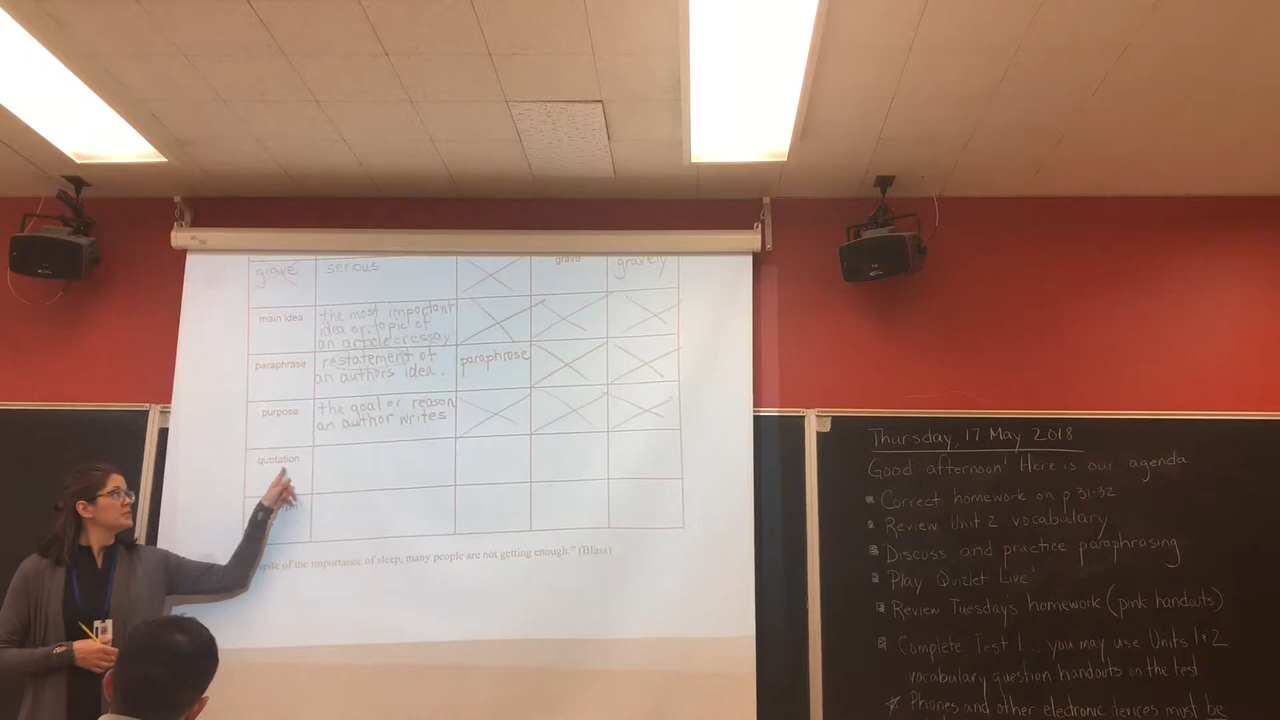 grave serious grave gravely
main idea the most important
idea or topic of
an article or essay
paraphrase restatement of paraphrase
an authors idea.
purpose the goal or reason
an author writes
quotation
spite of the importance of sleep, many people are not getting enough." (Blass)
Thursday, 17 May 2018
Good afternoon! Here is our agenda
Correct homework on p 31-32
Review Unit 2 vocabulary
Discuss and practice paraphrasing
Play Quizlet Live!
Review Tuesday's homework (pink handouts)
Complete Test 1... you may use Units 1+2
vocabulary question handouts on the test
* Phones and other electronic devices must be